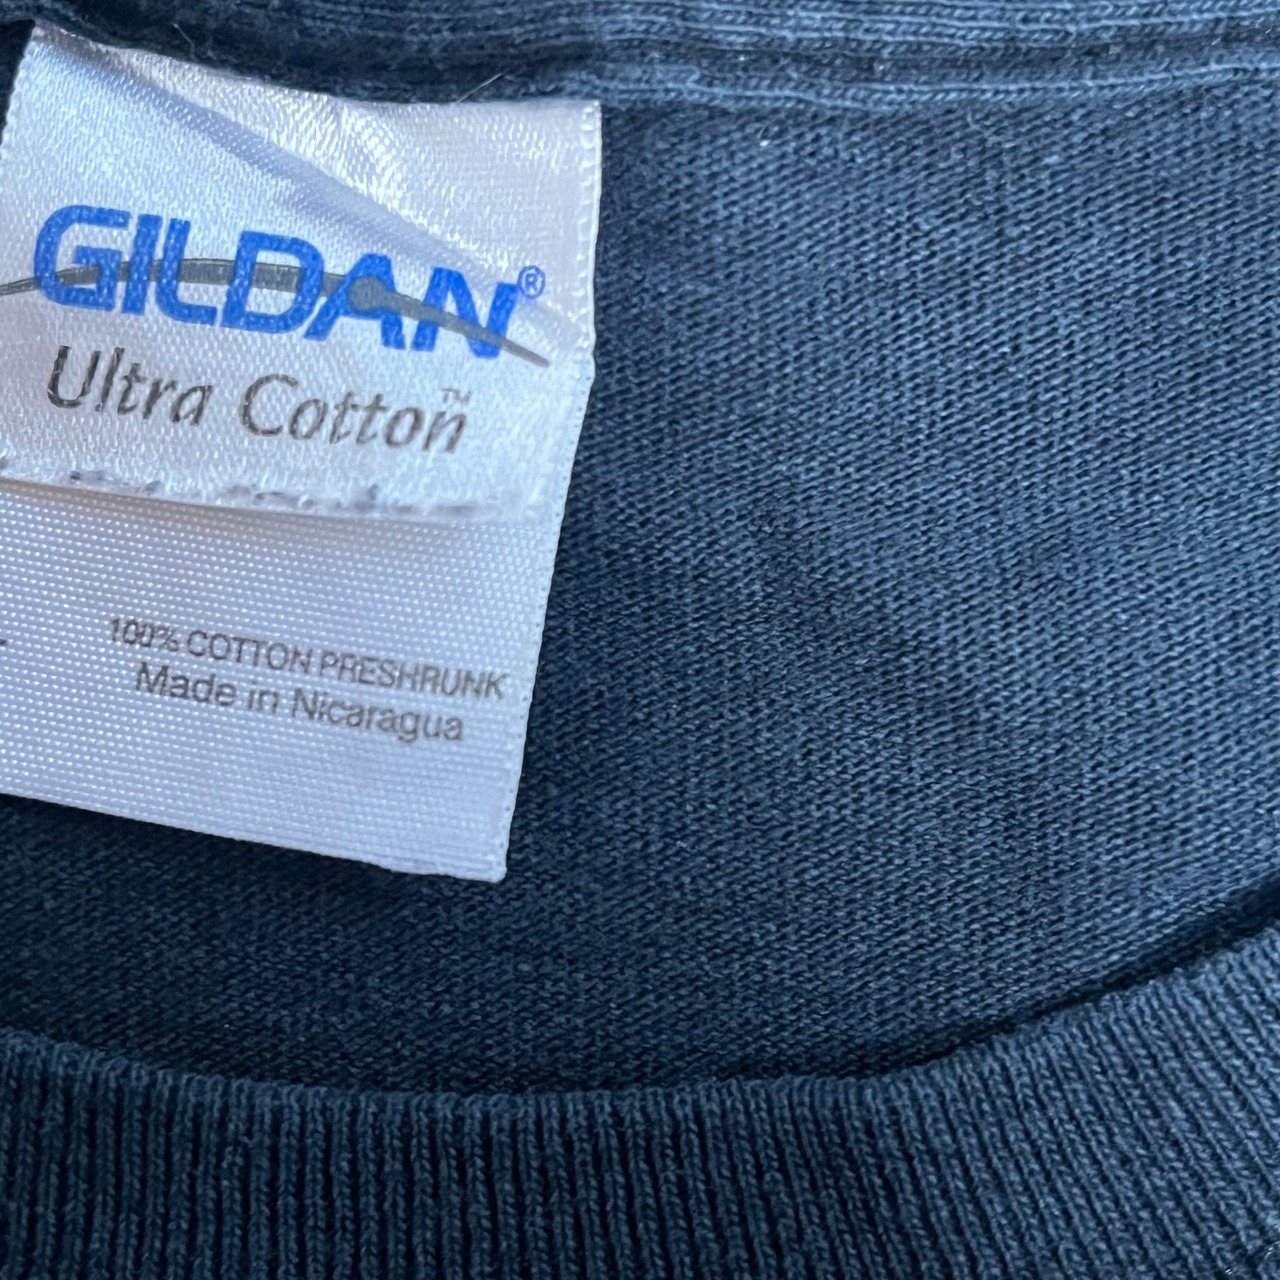 GILDAN®
Ultra Cotton™
100% COTTON PRESHRUNK
Made in Nicaragua